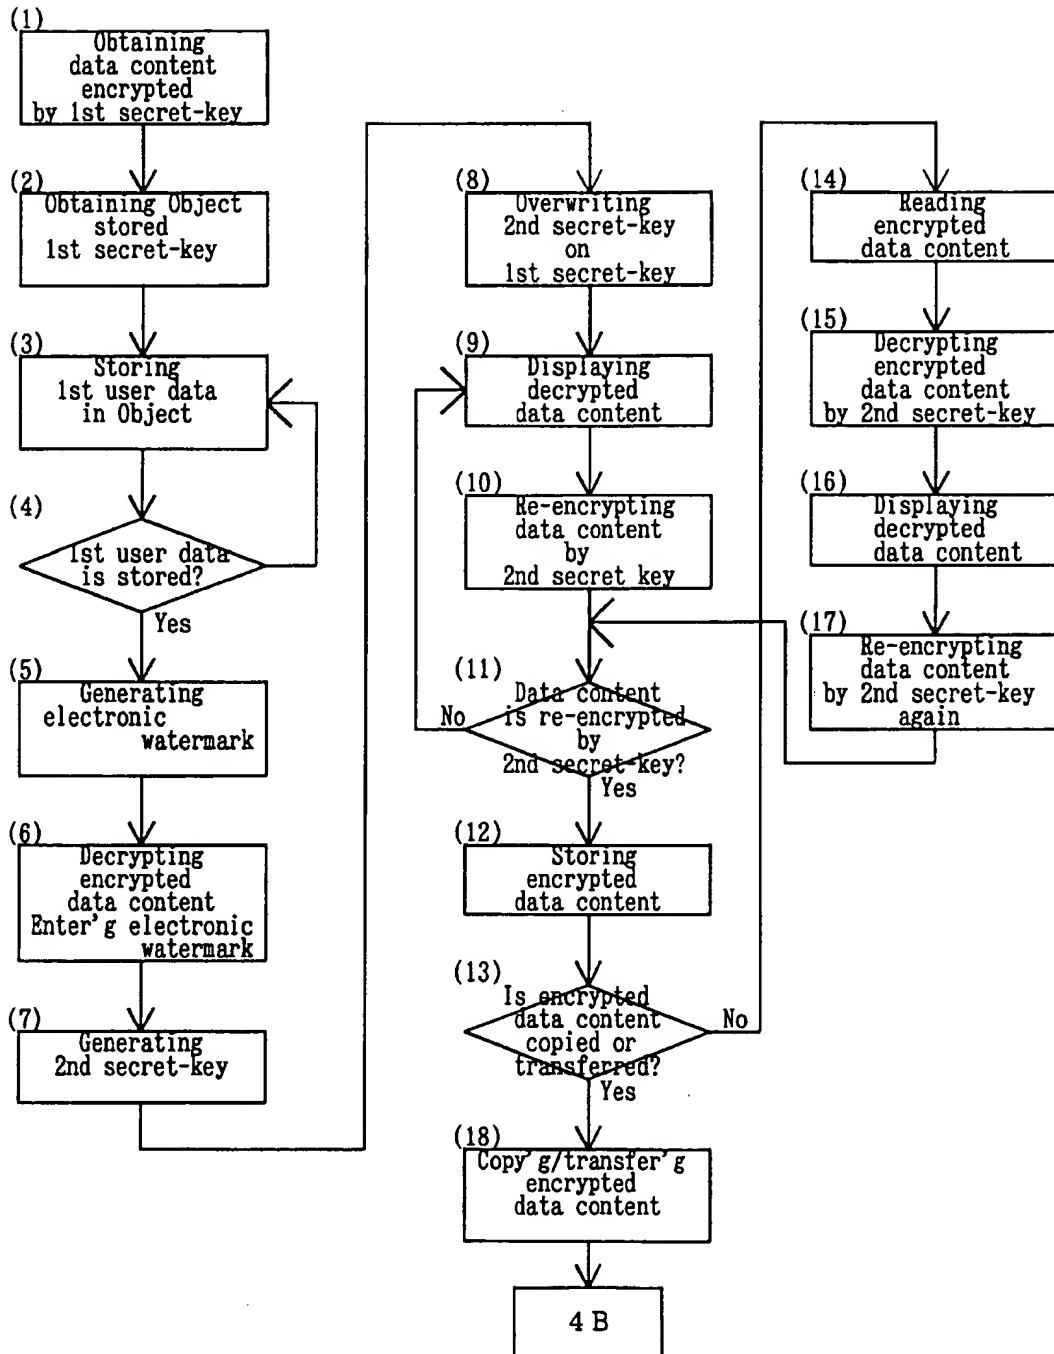 (1)
Obtaining
data content
encrypted
by 1st secret-key
(2)
Obtaining Object
stored
1st secret-key
(3)
Storing
1st user data
in Object
(4)
1st user data
is stored?
Yes
(5)
Generating
electronic
watermark
(6)
Decrypting
encrypted
data content
Enter'g electronic
watermark
(7)
Generating
2nd secret-key
(8)
Overwriting
2nd secret-key
on
1st secret-key
(9)
Displaying
decrypted
data content
(10)
Re-encrypting
data content
by
2nd secret key
(11)
Data content
is re-encrypted
by
2nd secret-key?
No
Yes
(12)
Storing
encrypted
data content
(13)
Is encrypted
data content
copied or
transferred?
No
Yes
(14)
Reading
encrypted
data content
(15)
Decrypting
encrypted
data content
by 2nd secret-key
(16)
Displaying
decrypted
data content
(17)
Re-encrypting
data content
by 2nd secret-key
again
(18)
Copy'g/transfer'g
encrypted
data content
4 B